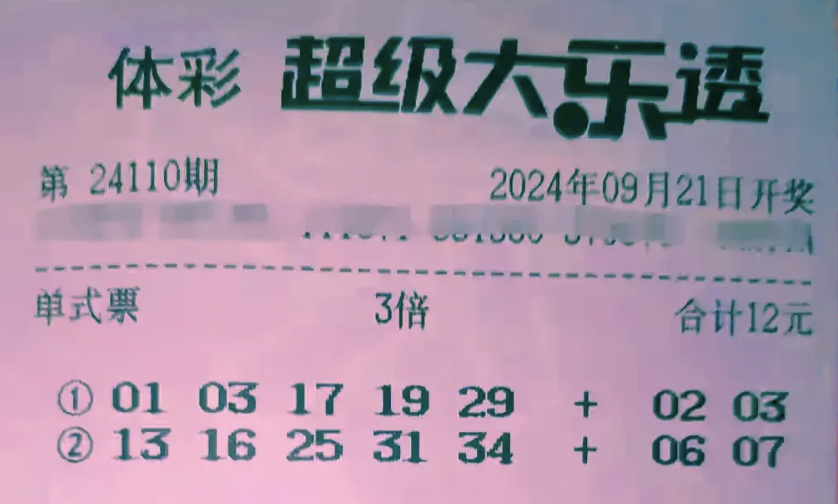 体彩 超级大乐透
第 24110期 2024年09月21日开奖
单式票 3倍 合计12元
① 01 03 17 19 29 + 02 03
② 13 16 25 31 34 + 06 07